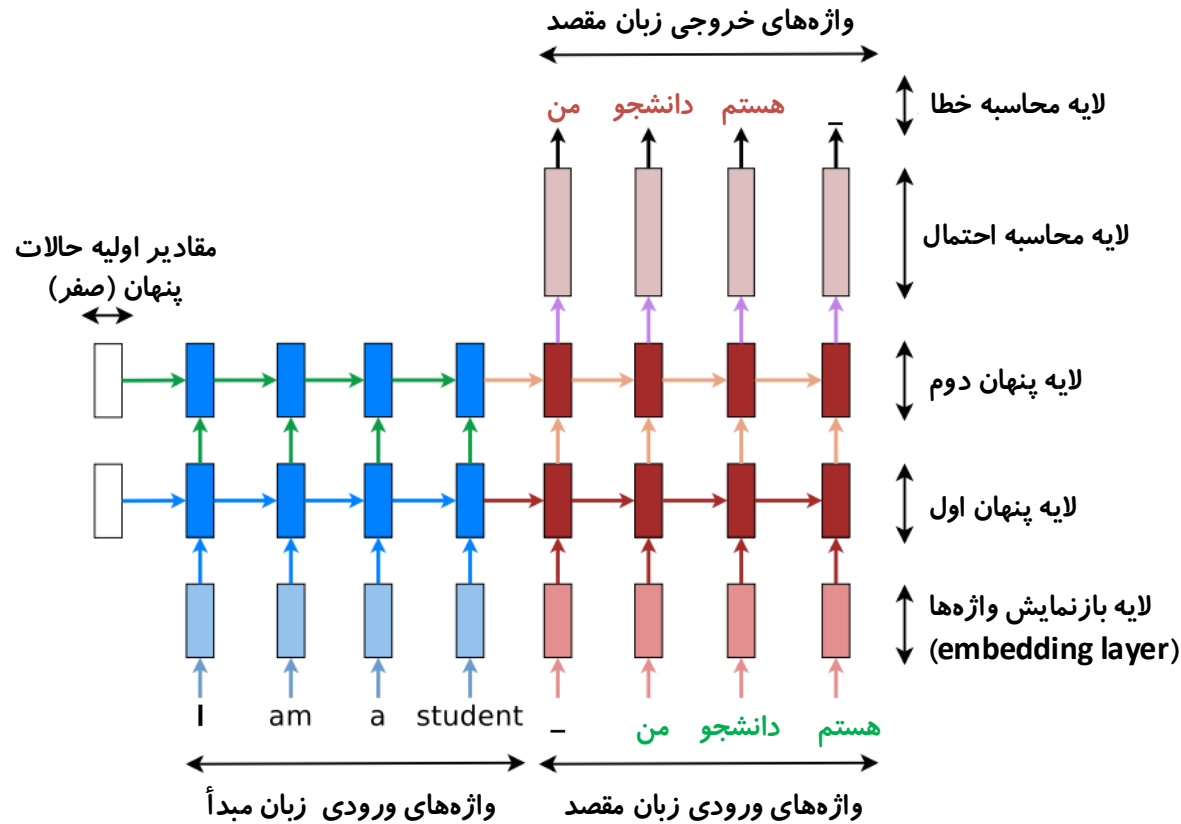 واژه‌های خروجی زبان مقصد
من دانشجو هستم _
لایه محاسبه خطا
لایه محاسبه احتمال
مقادیر اولیه حالات
پنهان (صفر)
لایه پنهان دوم
لایه پنهان اول
لایه بازنمایش واژه‌ها
(embedding layer)
I am a student
_ من دانشجو هستم
واژه‌های ورودی زبان مبدأ
واژه‌های ورودی زبان مقصد